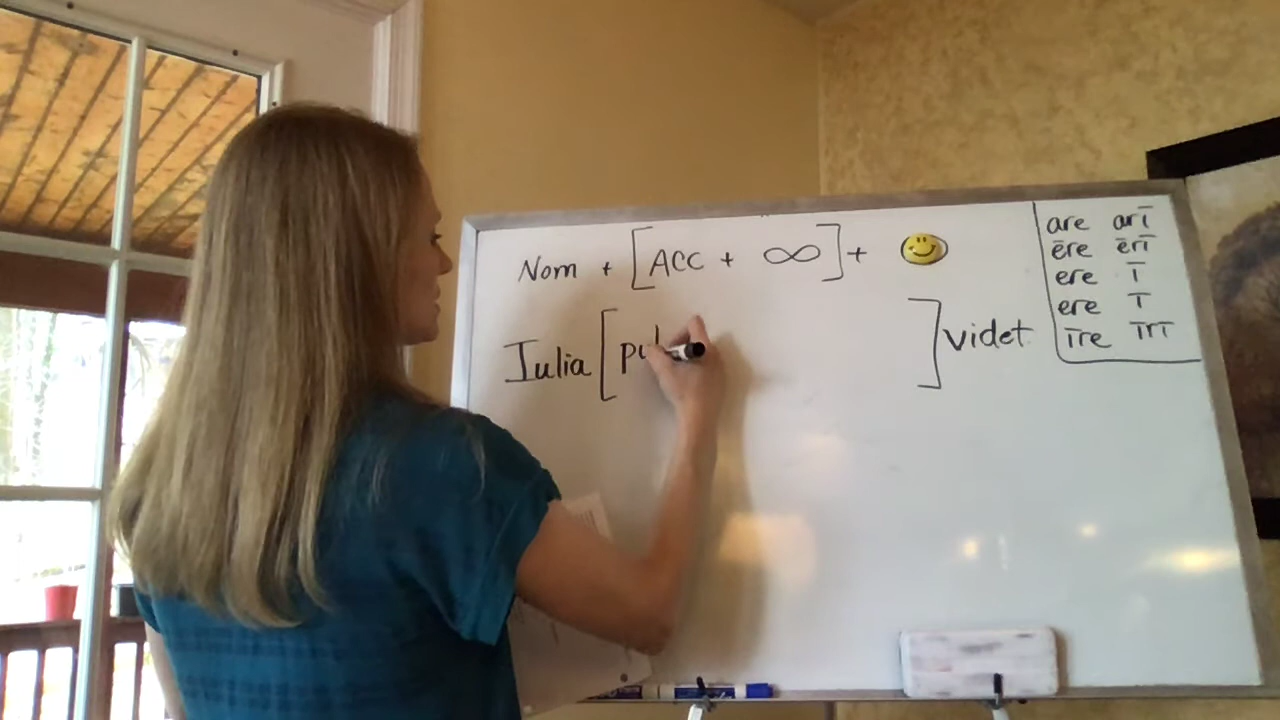 Nom + [Acc + ∞] +
Iulia [pu ] videt
are arī
ēre ērī
ere ī
ere ī
īre īrī